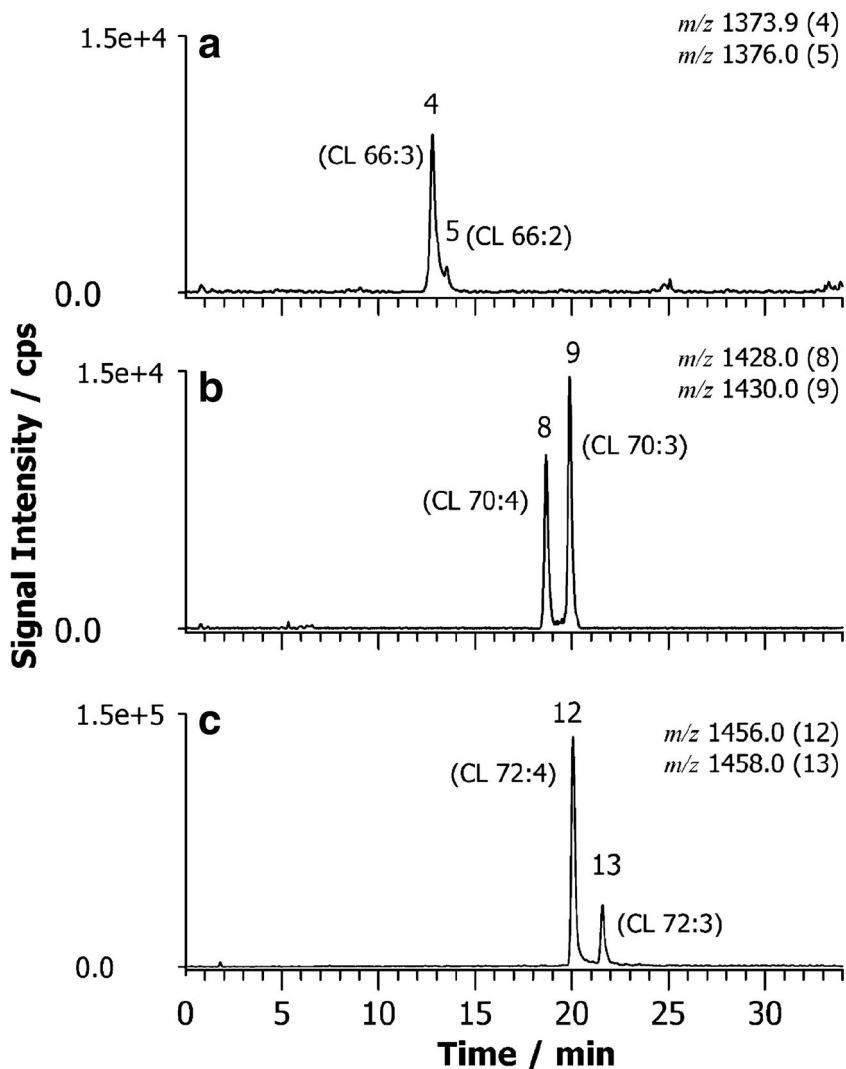 Signal Intensity / cps
1.5e+4
a
m/z 1373.9 (4)
m/z 1376.0 (5)
4
(CL 66:3)
5 (CL 66:2)
0.0
1.5e+4
b
m/z 1428.0 (8)
m/z 1430.0 (9)
9
8
(CL 70:3)
(CL 70:4)
0.0
1.5e+5
c
m/z 1456.0 (12)
m/z 1458.0 (13)
12
(CL 72:4)
13
(CL 72:3)
0.0
0 5 10 15 20 25 30
Time / min